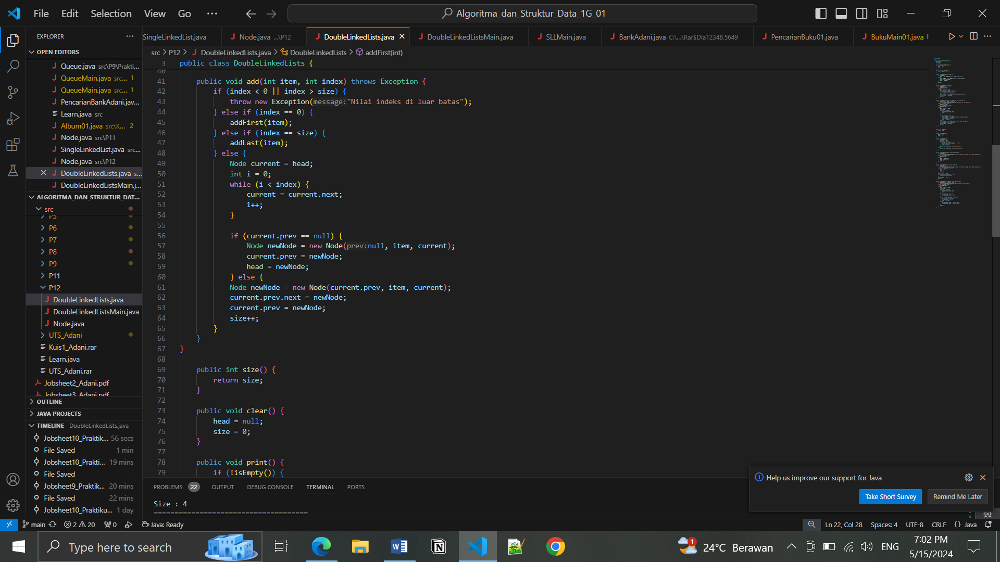 File Edit Selection View Go ··· Algoritma_dan_Struktur_Data_1G_01
EXPLORER ···
SingleLinkedList.java Node.java ...\P12 DoubleLinkedLists.java DoubleLinkedListsMain.java SLLMain.java BankAdani.java C:\...\Rar$DIa12348.5649 PencarianBuku01.java BukuMain01.java 1 ···
src > P12 > DoubleLinkedLists.java > DoubleLinkedLists > addFirst(int)
OPEN EDITORS
Queue.java src\P9\Prakti...
QueueMain.java src... 1
QueueMain.java src... 1
PencarianBankAdani.jav...
Learn,java src
Album01.java src\K... 2
Node.java src\P11
SingleLinkedList.java src...
Node.java src\P12
DoubleLinkedLists.java s...
DoubleLinkedListsMain.j...
ALGORITMA_DAN_STRUKTUR_DAT...
src
P5
P6
P7
P8
P9
P11
P12
DoubleLinkedLists.java
DoubleLinkedListsMain.java
Node.java
UTS_Adani
Kuis1_Adani.rar
Learn,java
UTS_Adani.rar
Jobsheet2_Adani.pdf
Jobsheet3_Adani.pdf
OUTLINE
JAVA PROJECTS
TIMELINE DoubleLinkedLists.java
Jobsheet10_Praktik... 56 secs
File Saved 1 min
Jobsheet10_Prakti... 19 mins
File Saved
Jobsheet9_Praktik... 20 mins
File Saved 22 mins
Jobsheet10_Praktiku... 1 day
3 public class DoubleLinkedLists {
40
41 public void add(int item, int index) throws Exception {
42 if (index < 0 || index > size) {
43 throw new Exception(message:"Nilai indeks di luar batas");
44 } else if (index == 0) {
45 addFirst(item);
46 } else if (index == size) {
47 addLast(item);
48 } else {
49 Node current = head;
50 int i = 0;
51 while (i < index) {
52 current = current.next;
53 i++;
54 }
55
56 if (current.prev == null) {
57 Node newNode = new Node(prev:null, item, current);
58 current.prev = newNode;
59 head = newNode;
60 } else {
61 Node newNode = new Node(current.prev, item, current);
62 current.prev.next = newNode;
63 current.prev = newNode;
64 size++;
65 }
66 }
67 }
68
69 public int size() {
70 return size;
71 }
72
73 public void clear() {
74 head = null;
75 size = 0;
76 }
77
78 public void print() {
79 if (!isEmpty()) {
PROBLEMS 22 OUTPUT DEBUG CONSOLE TERMINAL PORTS
Size : 4
=====================================
Help us improve our support for Java
Take Short Survey Remind Me Later
main 2 20 0 Java: Ready Ln 22, Col 28 Spaces: 4 UTF-8 CRLF {} Java
Type here to search 1 24°C Berawan ENG 7:02 PM
5/15/2024